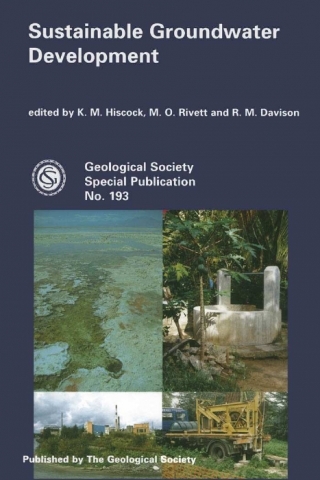 Sustainable Groundwater
Development
edited by K. M. Hiscock, M. O. Rivett and R. M. Davison
Geological Society
Special Publication
No. 193
Published by The Geological Society